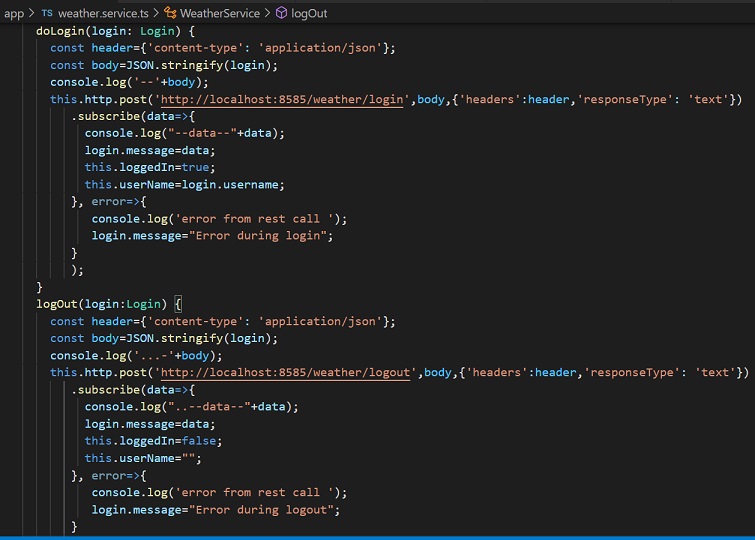 app > TS weather.service.ts > WeatherService > logOut
doLogin(login: Login) {
const header={'content-type': 'application/json'};
const body=JSON.stringify(login);
console.log('--'+body);
this.http.post('http://localhost:8585/weather/login',body,{'headers':header,'responseType': 'text'})
.subscribe(data=>{
console.log("--data--"+data);
login.message=data;
this.loggedIn=true;
this.userName=login.username;
}, error=>{
console.log('error from rest call ');
login.message="Error during login";
}
);
}
logOut(login:Login) {
const header={'content-type': 'application/json'};
const body=JSON.stringify(login);
console.log('...-'+body);
this.http.post('http://localhost:8585/weather/logout',body,{'headers':header,'responseType': 'text'})
.subscribe(data=>{
console.log("..--data--"+data);
login.message=data;
this.loggedIn=false;
this.userName="";
}, error=>{
console.log('error from rest call ');
login.message="Error during logout";
}